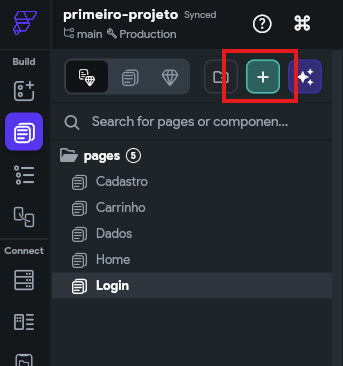 primeiro-projeto Synced
main Production
Build
Search for pages or componen...
pages 5
Cadastro
Carrinho
Dados
Home
Login
Connect